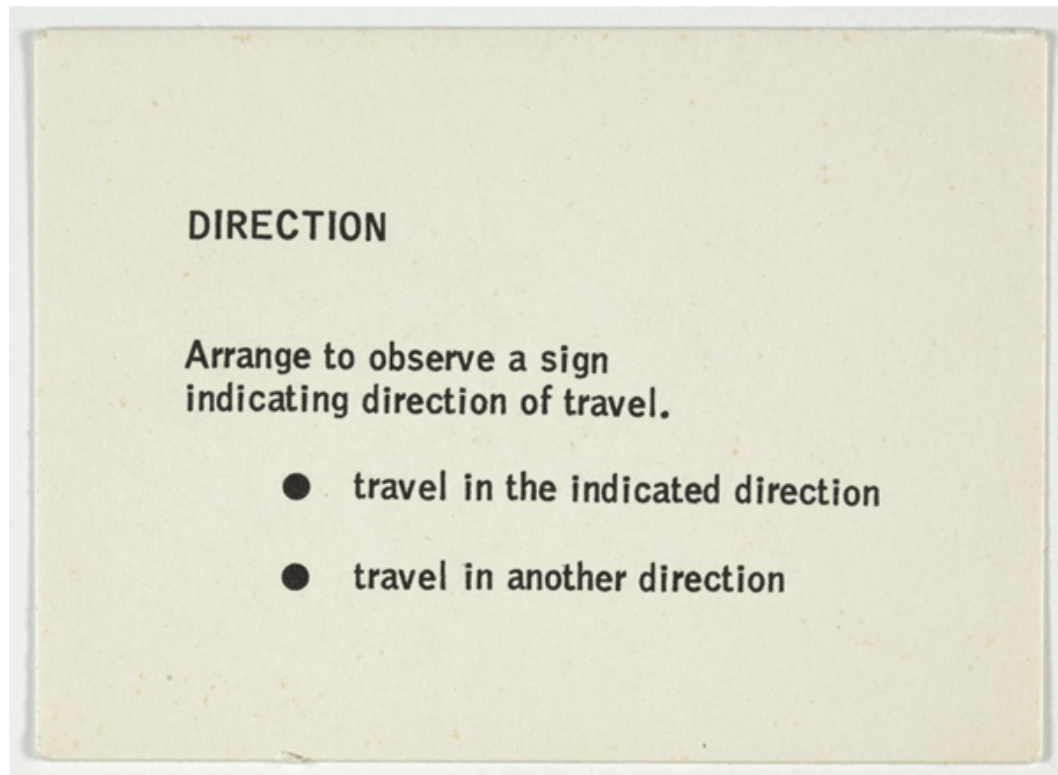 DIRECTION
Arrange to observe a sign
indicating direction of travel.
● travel in the indicated direction
● travel in another direction